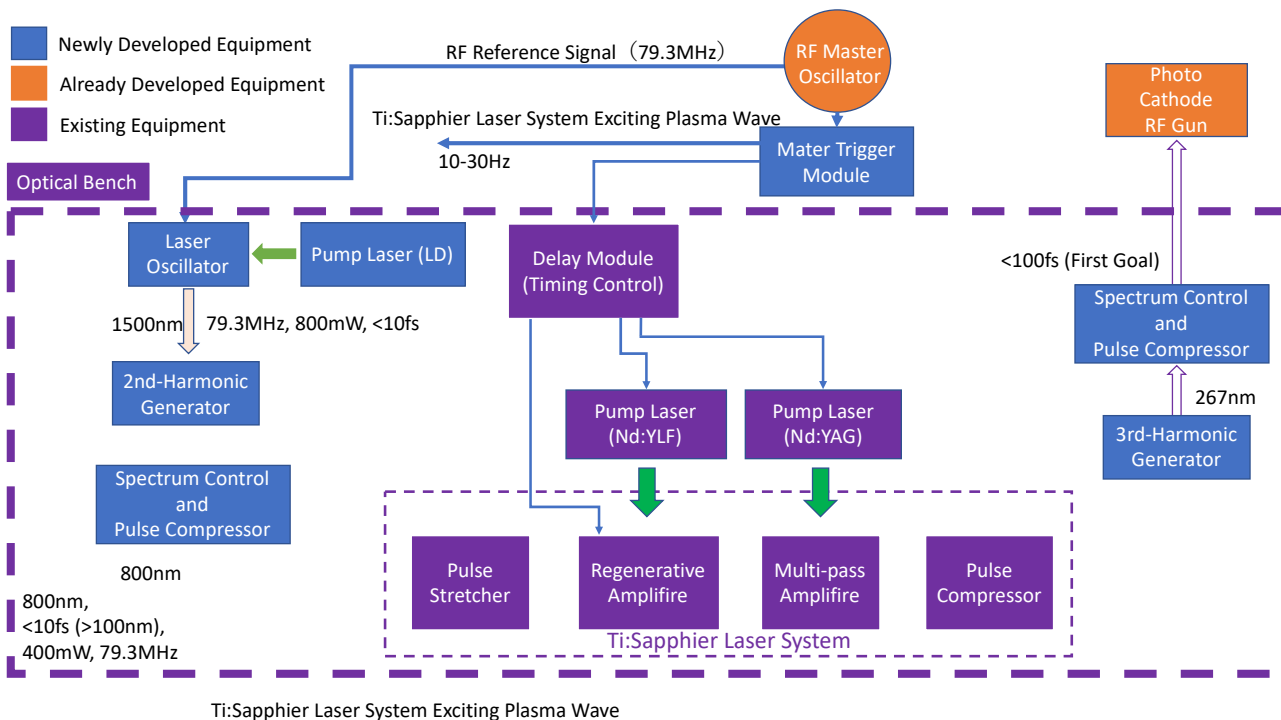 Newly Developed Equipment
Already Developed Equipment
Existing Equipment
RF Reference Signal（79.3MHz）
RF Master
Oscillator
Photo
Cathode
RF Gun
Ti:Sapphier Laser System Exciting Plasma Wave
10-30Hz
Mater Trigger
Module
Optical Bench
Laser
Oscillator
Pump Laser (LD)
Delay Module
(Timing Control)
<100fs (First Goal)
1500nm
79.3MHz, 800mW, <10fs
Spectrum Control
and
Pulse Compressor
2nd-Harmonic
Generator
Pump Laser
(Nd:YLF)
Pump Laser
(Nd:YAG)
267nm
3rd-Harmonic
Generator
Spectrum Control
and
Pulse Compressor
800nm
800nm,
<10fs (>100nm),
400mW, 79.3MHz
Pulse
Stretcher
Regenerative
Amplifire
Multi-pass
Amplifire
Pulse
Compressor
Ti:Sapphier Laser System
Ti:Sapphier Laser System Exciting Plasma Wave